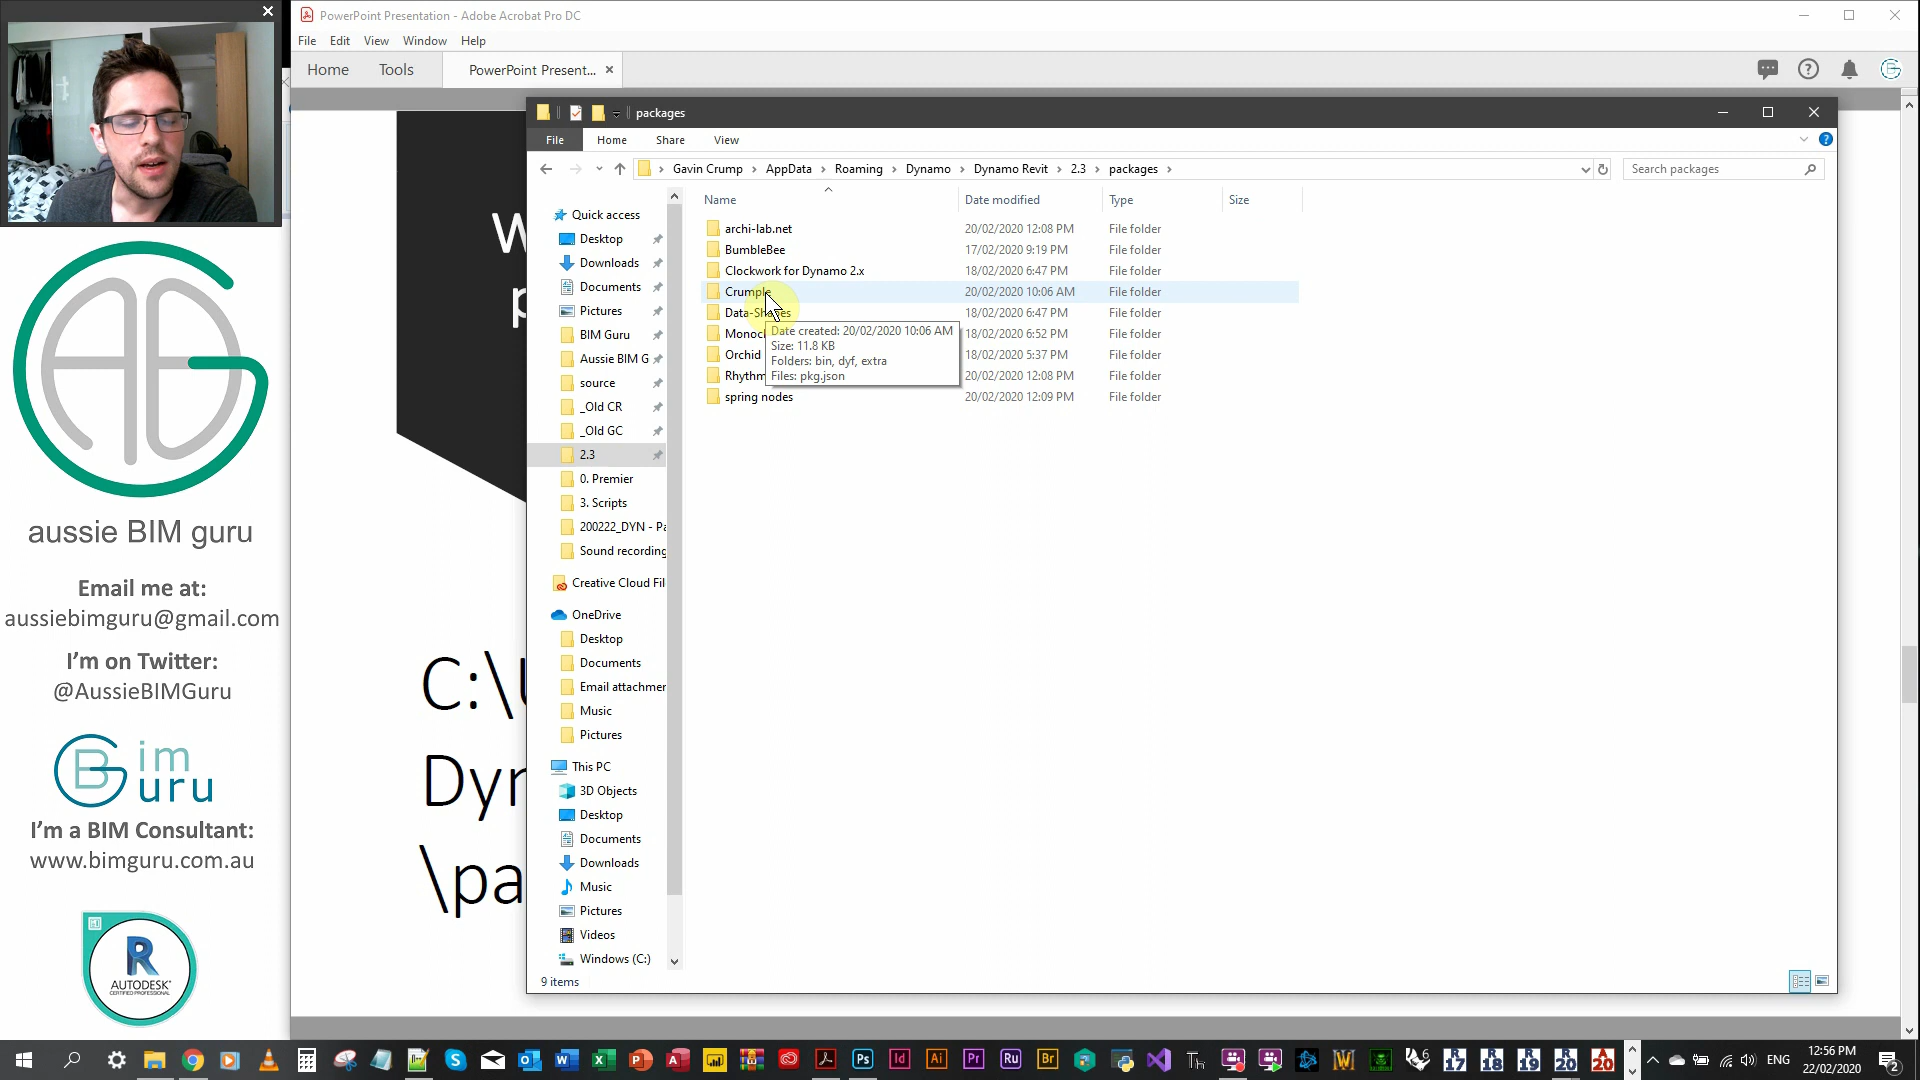 PowerPoint Presentation - Adobe Acrobat Pro DC
File Edit View Window Help
Home Tools PowerPoint Present...
packages
File Home Share View
Gavin Crump AppData Roaming Dynamo Dynamo Revit 2.3 packages
Search packages
Name Date modified Type Size
archi-lab.net 20/02/2020 12:08 PM File folder
BumbleBee 17/02/2020 9:19 PM File folder
Clockwork for Dynamo 2.x 18/02/2020 6:47 PM File folder
Crumple 20/02/2020 10:06 AM File folder
Data-Shapes 18/02/2020 6:47 PM File folder
18/02/2020 6:52 PM File folder
Orchid 18/02/2020 5:37 PM File folder
Rhythm 20/02/2020 12:08 PM File folder
spring nodes 20/02/2020 12:09 PM File folder
Date created: 20/02/2020 10:06 AM
Size: 11.8 KB
Folders: bin, dyf, extra
Files: pkg.json
Quick access
Desktop
Downloads
Documents
Pictures
BIM Guru
Aussie BIM G
source
_Old CR
_Old GC
2.3
0. Premier
3. Scripts
200222_DYN - Pa
Sound recording
Creative Cloud Fil
OneDrive
Desktop
Documents
Email attachmer
Music
Pictures
This PC
3D Objects
Desktop
Documents
Downloads
Music
Pictures
Videos
Windows (C:)
9 items
W
p
C:\U
Dyn
\pa
aussie BIM guru
Email me at:
aussiebimguru@gmail.com
I'm on Twitter:
@AussieBIMGuru
Bim
Guru
I'm a BIM Consultant:
www.bimguru.com.au
R
AUTODESK
CERTIFIED PROFESSIONAL
ENG
12:56 PM
22/02/2020